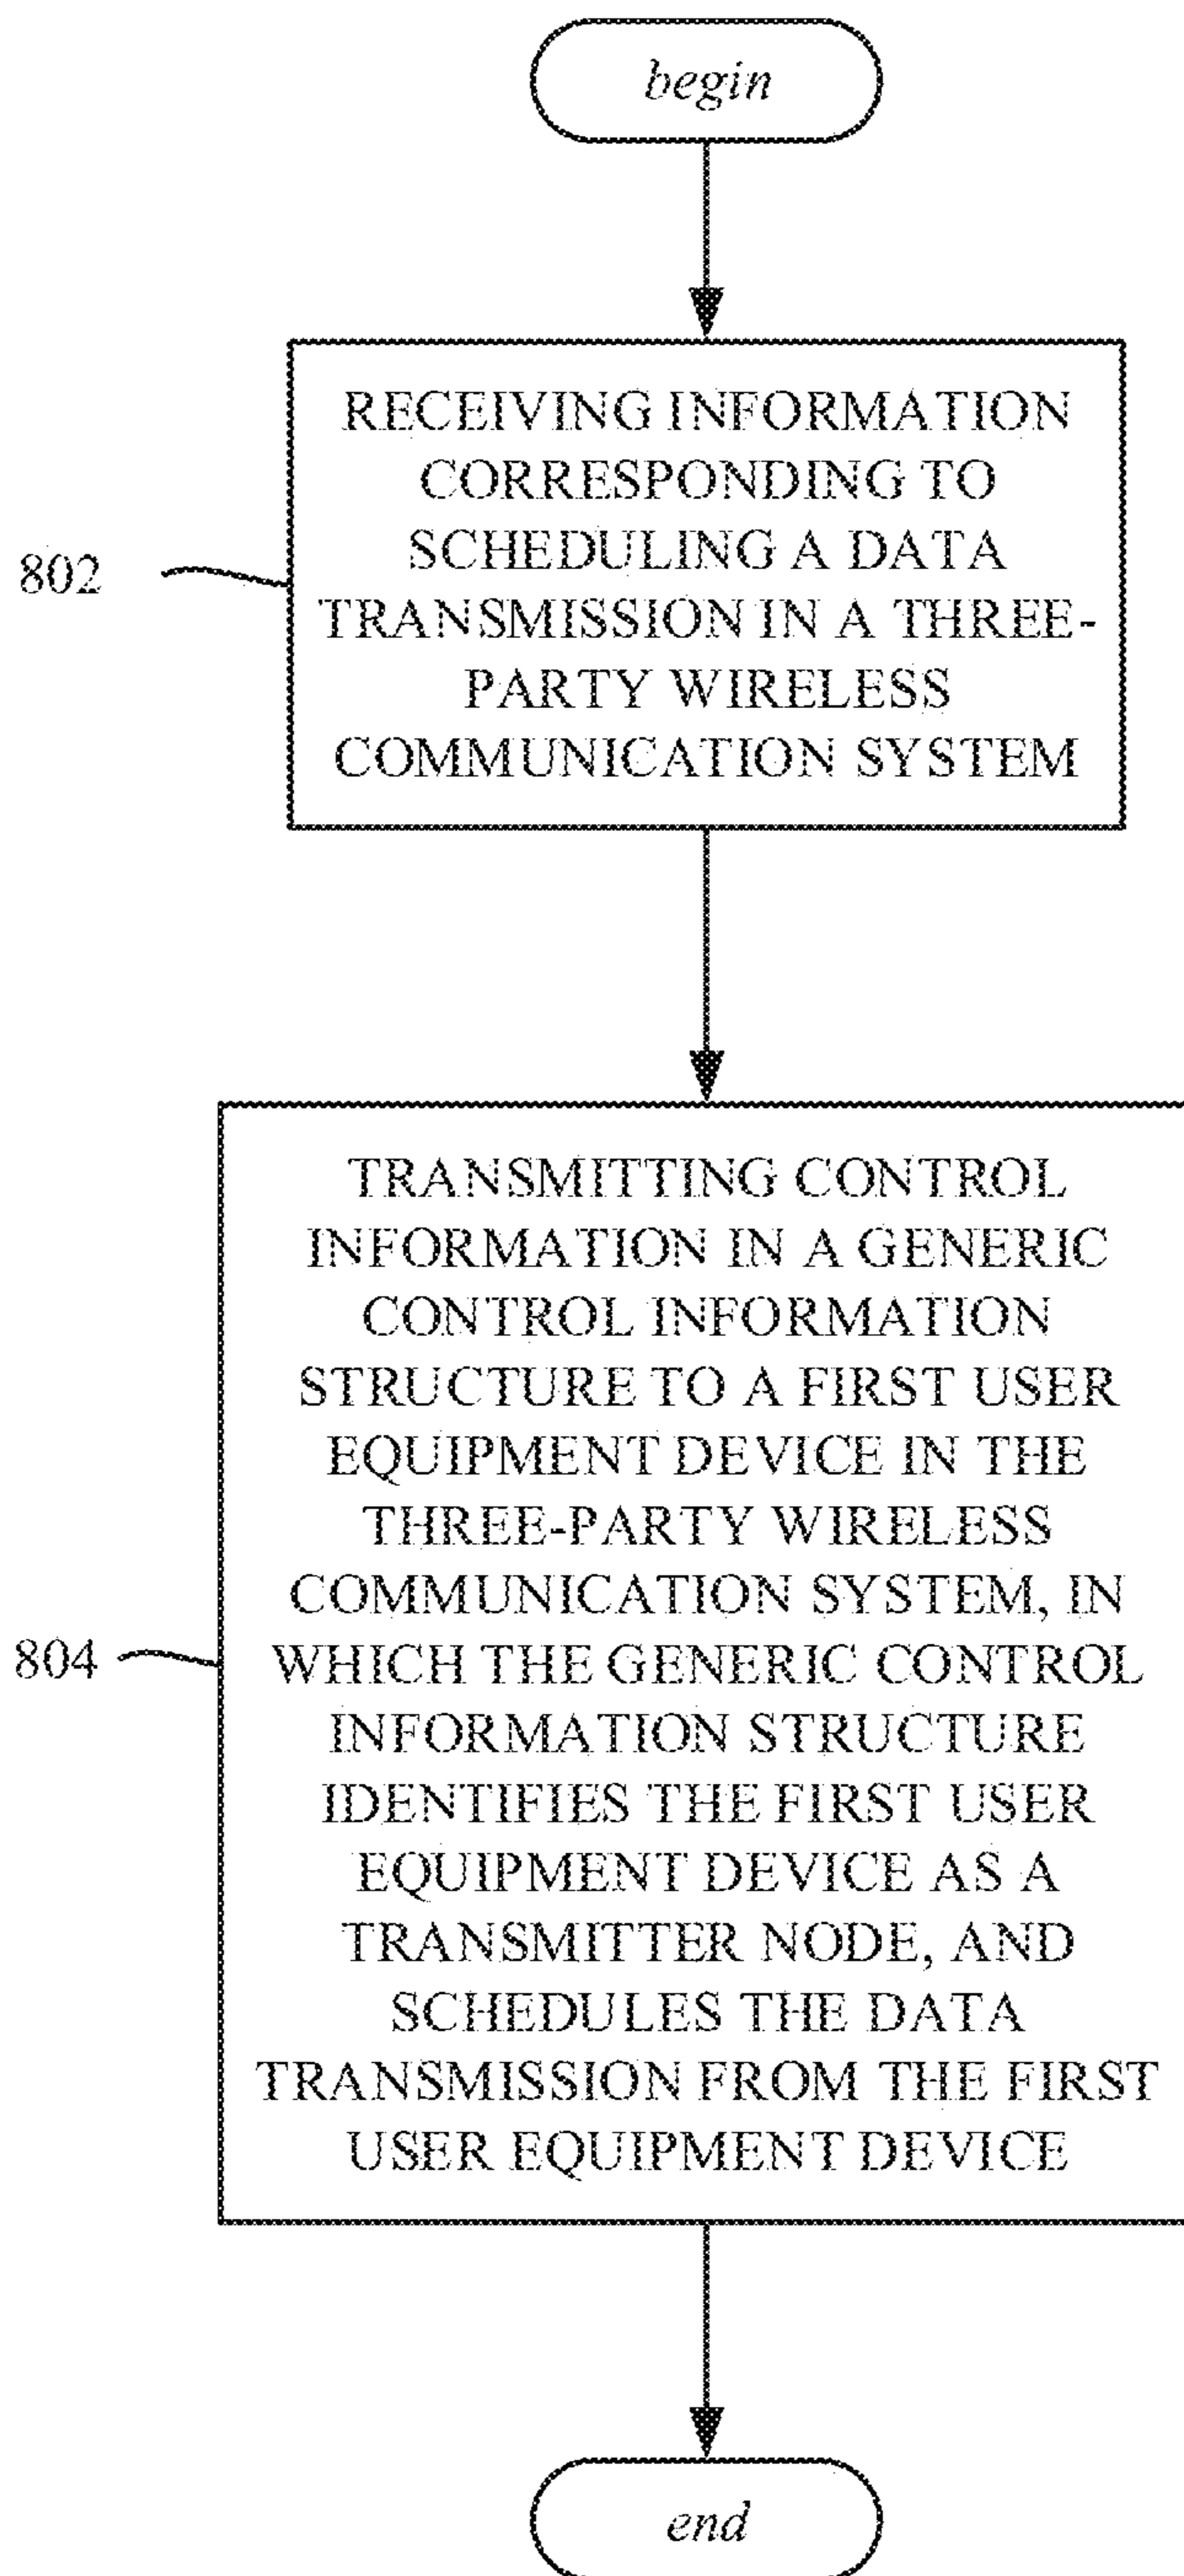 begin
RECEIVING INFORMATION
CORRESPONDING TO
SCHEDULING A DATA
TRANSMISSION IN A THREE-
PARTY WIRELESS
COMMUNICATION SYSTEM
802
TRANSMITTING CONTROL
INFORMATION IN A GENERIC
CONTROL INFORMATION
STRUCTURE TO A FIRST USER
EQUIPMENT DEVICE IN THE
THREE-PARTY WIRELESS
COMMUNICATION SYSTEM, IN
WHICH THE GENERIC CONTROL
INFORMATION STRUCTURE
IDENTIFIES THE FIRST USER
EQUIPMENT DEVICE AS A
TRANSMITTER NODE, AND
SCHEDULES THE DATA
TRANSMISSION FROM THE FIRST
USER EQUIPMENT DEVICE
804
end